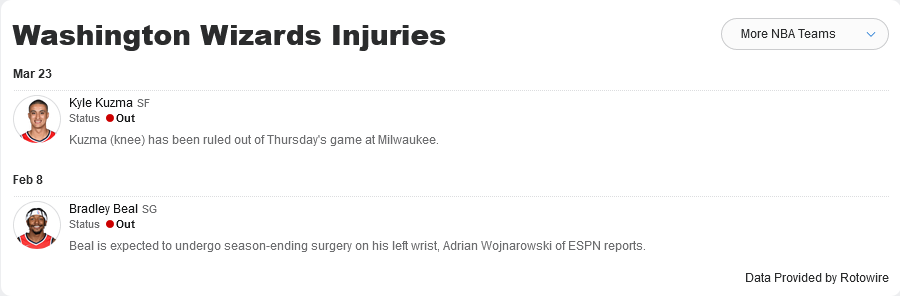 Washington Wizards Injuries
More NBA Teams
Mar 23
Kyle Kuzma SF
Status Out
Kuzma (knee) has been ruled out of Thursday's game at Milwaukee.
Feb 8
Bradley Beal SG
Status Out
Beal is expected to undergo season-ending surgery on his left wrist, Adrian Wojnarowski of ESPN reports.
Data Provided by Rotowire